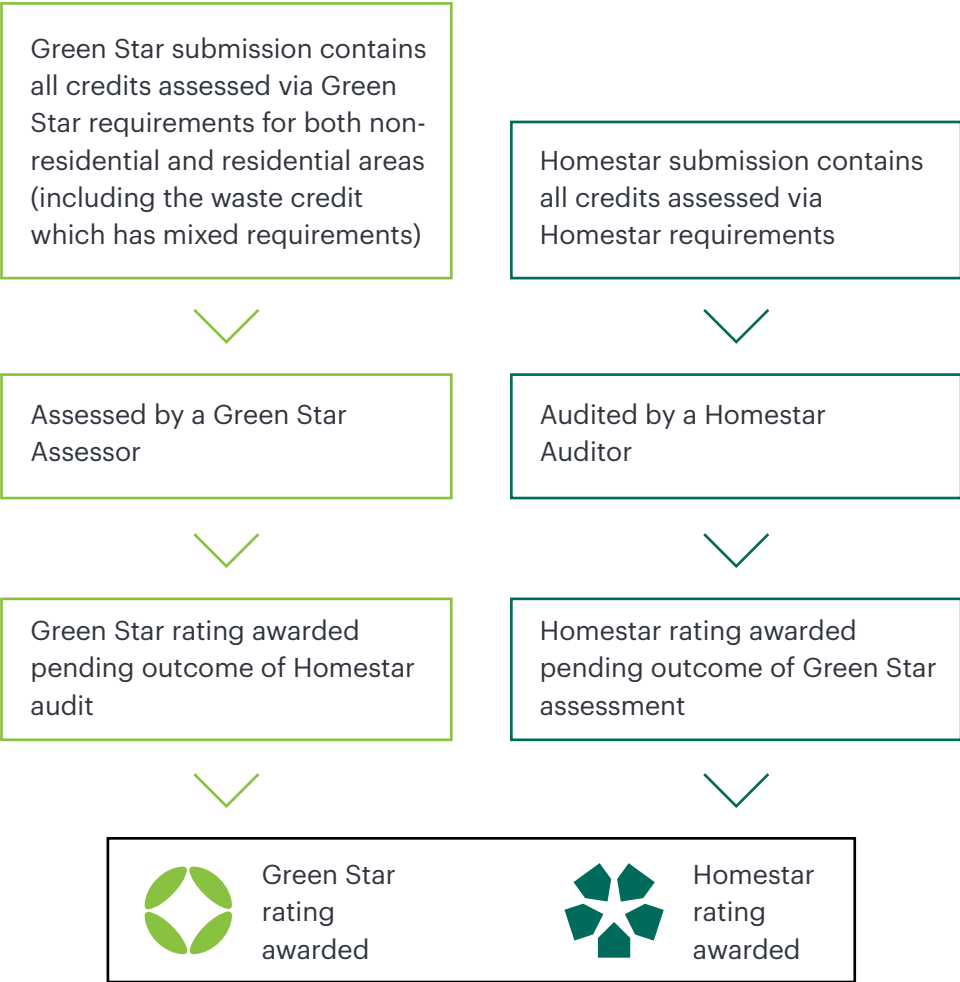 Green Star submission contains
all credits assessed via Green
Star requirements for both non-
residential and residential areas
(including the waste credit
which has mixed requirements)
Homestar submission contains
all credits assessed via
Homestar requirements
Assessed by a Green Star
Assessor
Audited by a Homestar
Auditor
Green Star rating awarded
pending outcome of Homestar
audit
Homestar rating awarded
pending outcome of Green Star
assessment
Green Star
rating
awarded
Homestar
rating
awarded